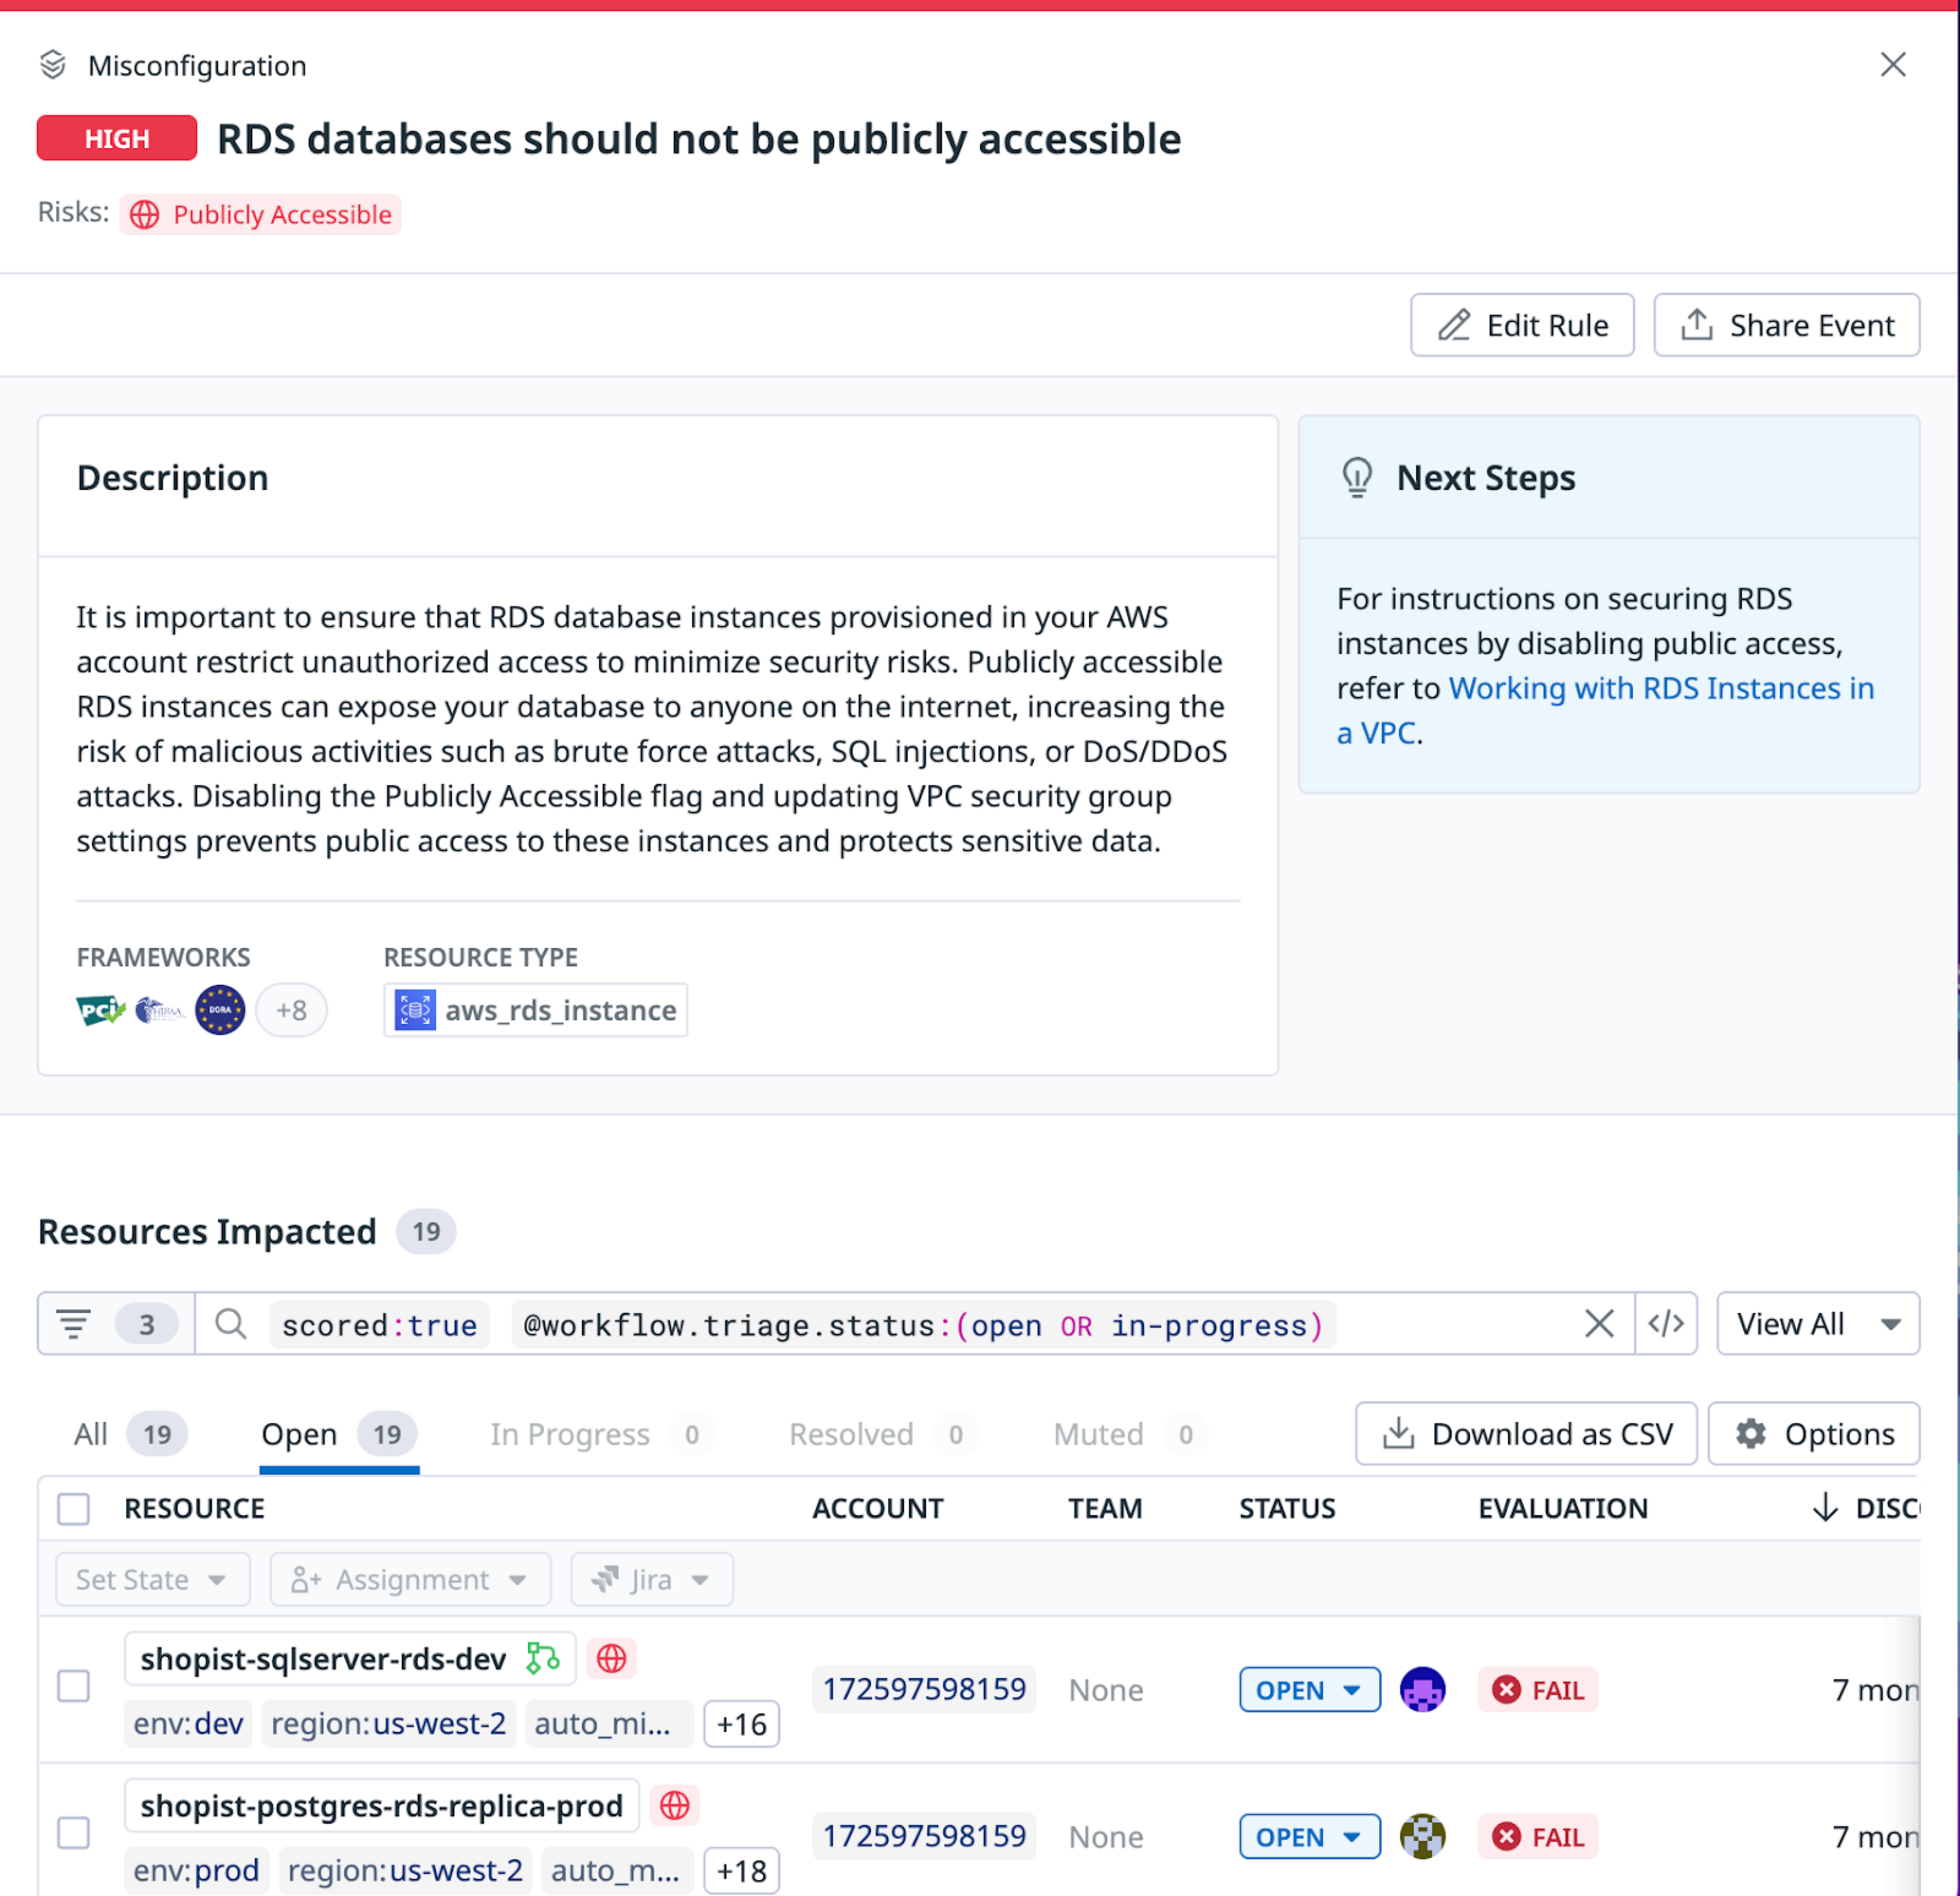 Misconfiguration
HIGH RDS databases should not be publicly accessible
Risks: Publicly Accessible
Edit Rule Share Event
Description
It is important to ensure that RDS database instances provisioned in your AWS
account restrict unauthorized access to minimize security risks. Publicly accessible
RDS instances can expose your database to anyone on the internet, increasing the
risk of malicious activities such as brute force attacks, SQL injections, or DoS/DDoS
attacks. Disabling the Publicly Accessible flag and updating VPC security group
settings prevents public access to these instances and protects sensitive data.
FRAMEWORKS RESOURCE TYPE
PCI HIPAA DORA +8 aws_rds_instance
Next Steps
For instructions on securing RDS
instances by disabling public access,
refer to Working with RDS Instances in
a VPC.
Resources Impacted 19
3 scored:true @workflow.triage.status:(open OR in-progress) </> View All
All 19 Open 19 In Progress 0 Resolved 0 Muted 0 Download as CSV Options
RESOURCE ACCOUNT TEAM STATUS EVALUATION DISC
Set State Assignment Jira
shopist-sqlserver-rds-dev
172597598159 None OPEN FAIL 7 mon
env:dev region:us-west-2 auto_mi... +16
shopist-postgres-rds-replica-prod
172597598159 None OPEN FAIL 7 mon
env:prod region:us-west-2 auto_m... +18